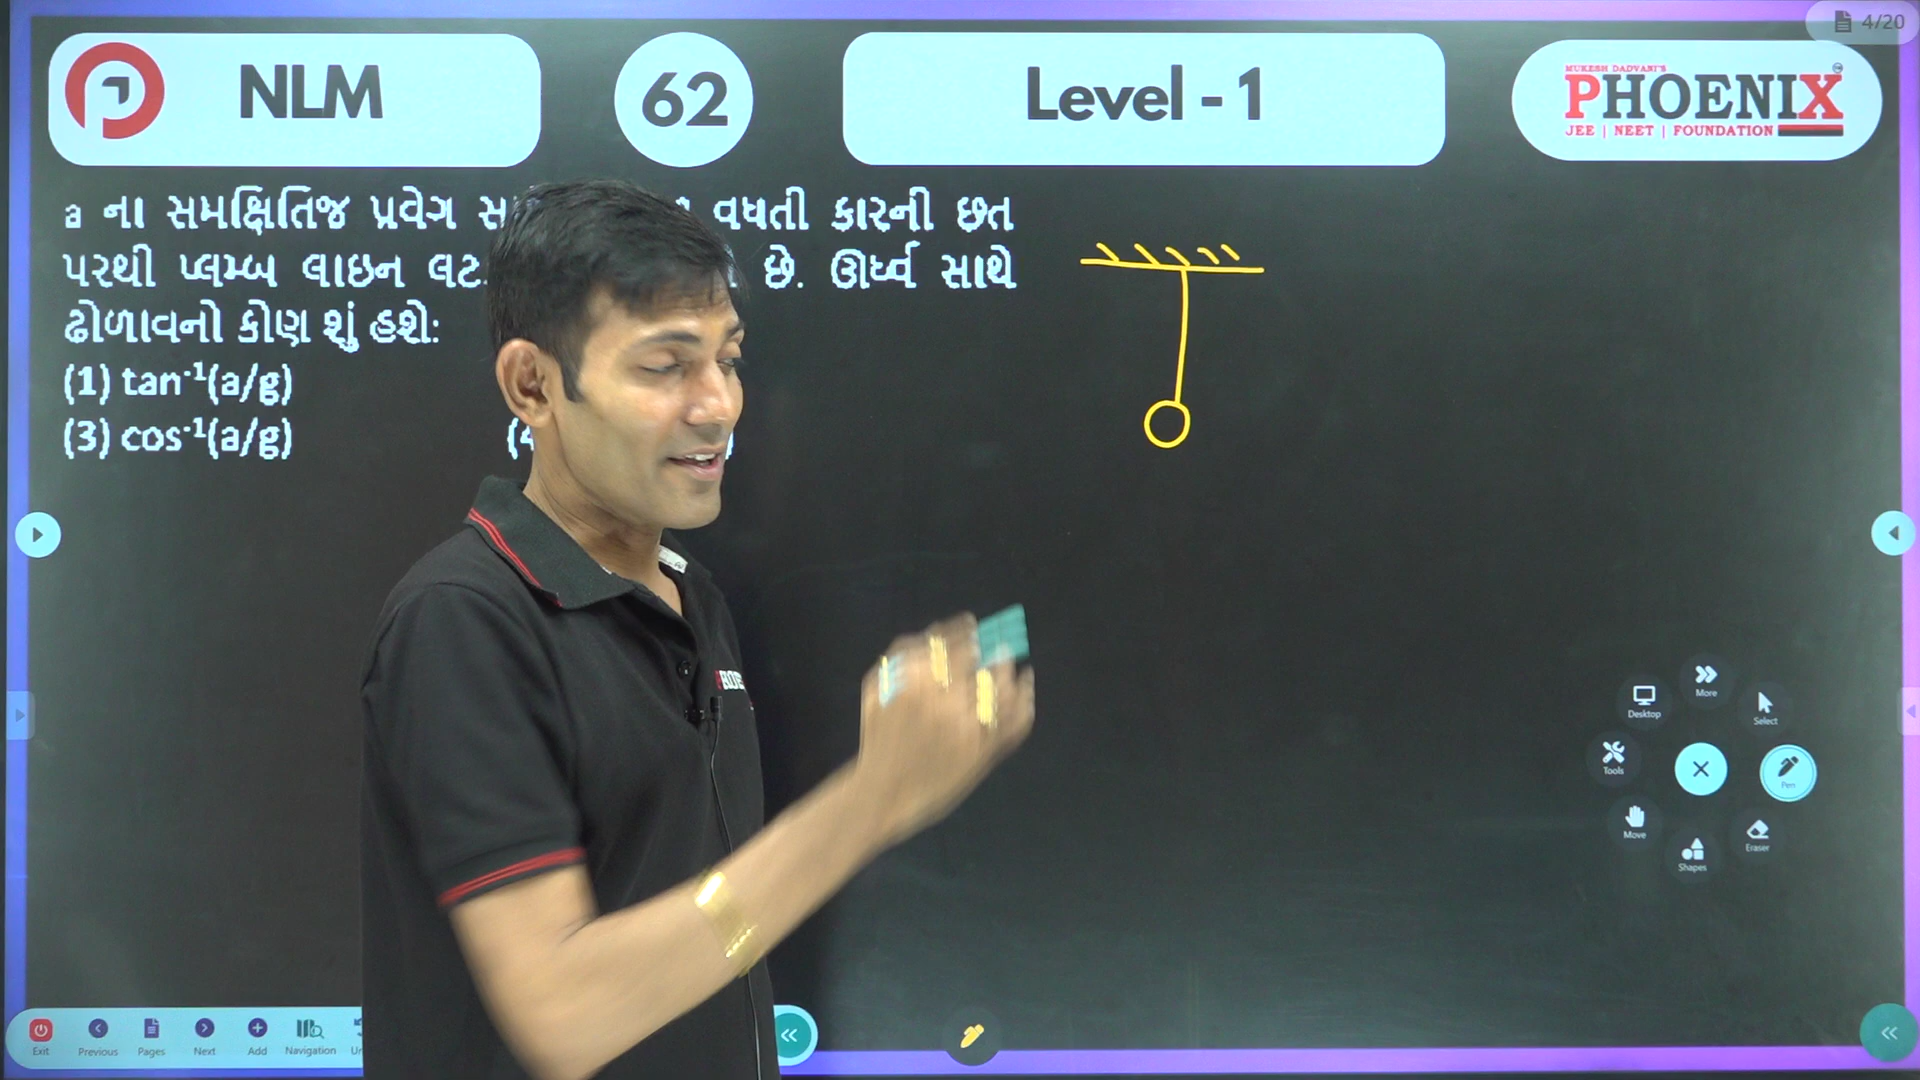 4/20
NLM
62
Level - 1
MUKESH DADVANI'S
PHOENIX
JEE | NEET | FOUNDATION
a ના સમક્ષિતિજ પ્રવેગ વધતી કારની છત
પરથી પ્લમ્બ લાઇન છે. ઊર્ધ્વ સાથે
ઢોળાવનો કોણ શું હશે:
(1) tan⁻¹(a/g)
(3) cos⁻¹(a/g)
More
Desktop
Select
Tools
Pen
Move
Eraser
Shapes
Exit
Previous
Pages
Next
Add
Navigation